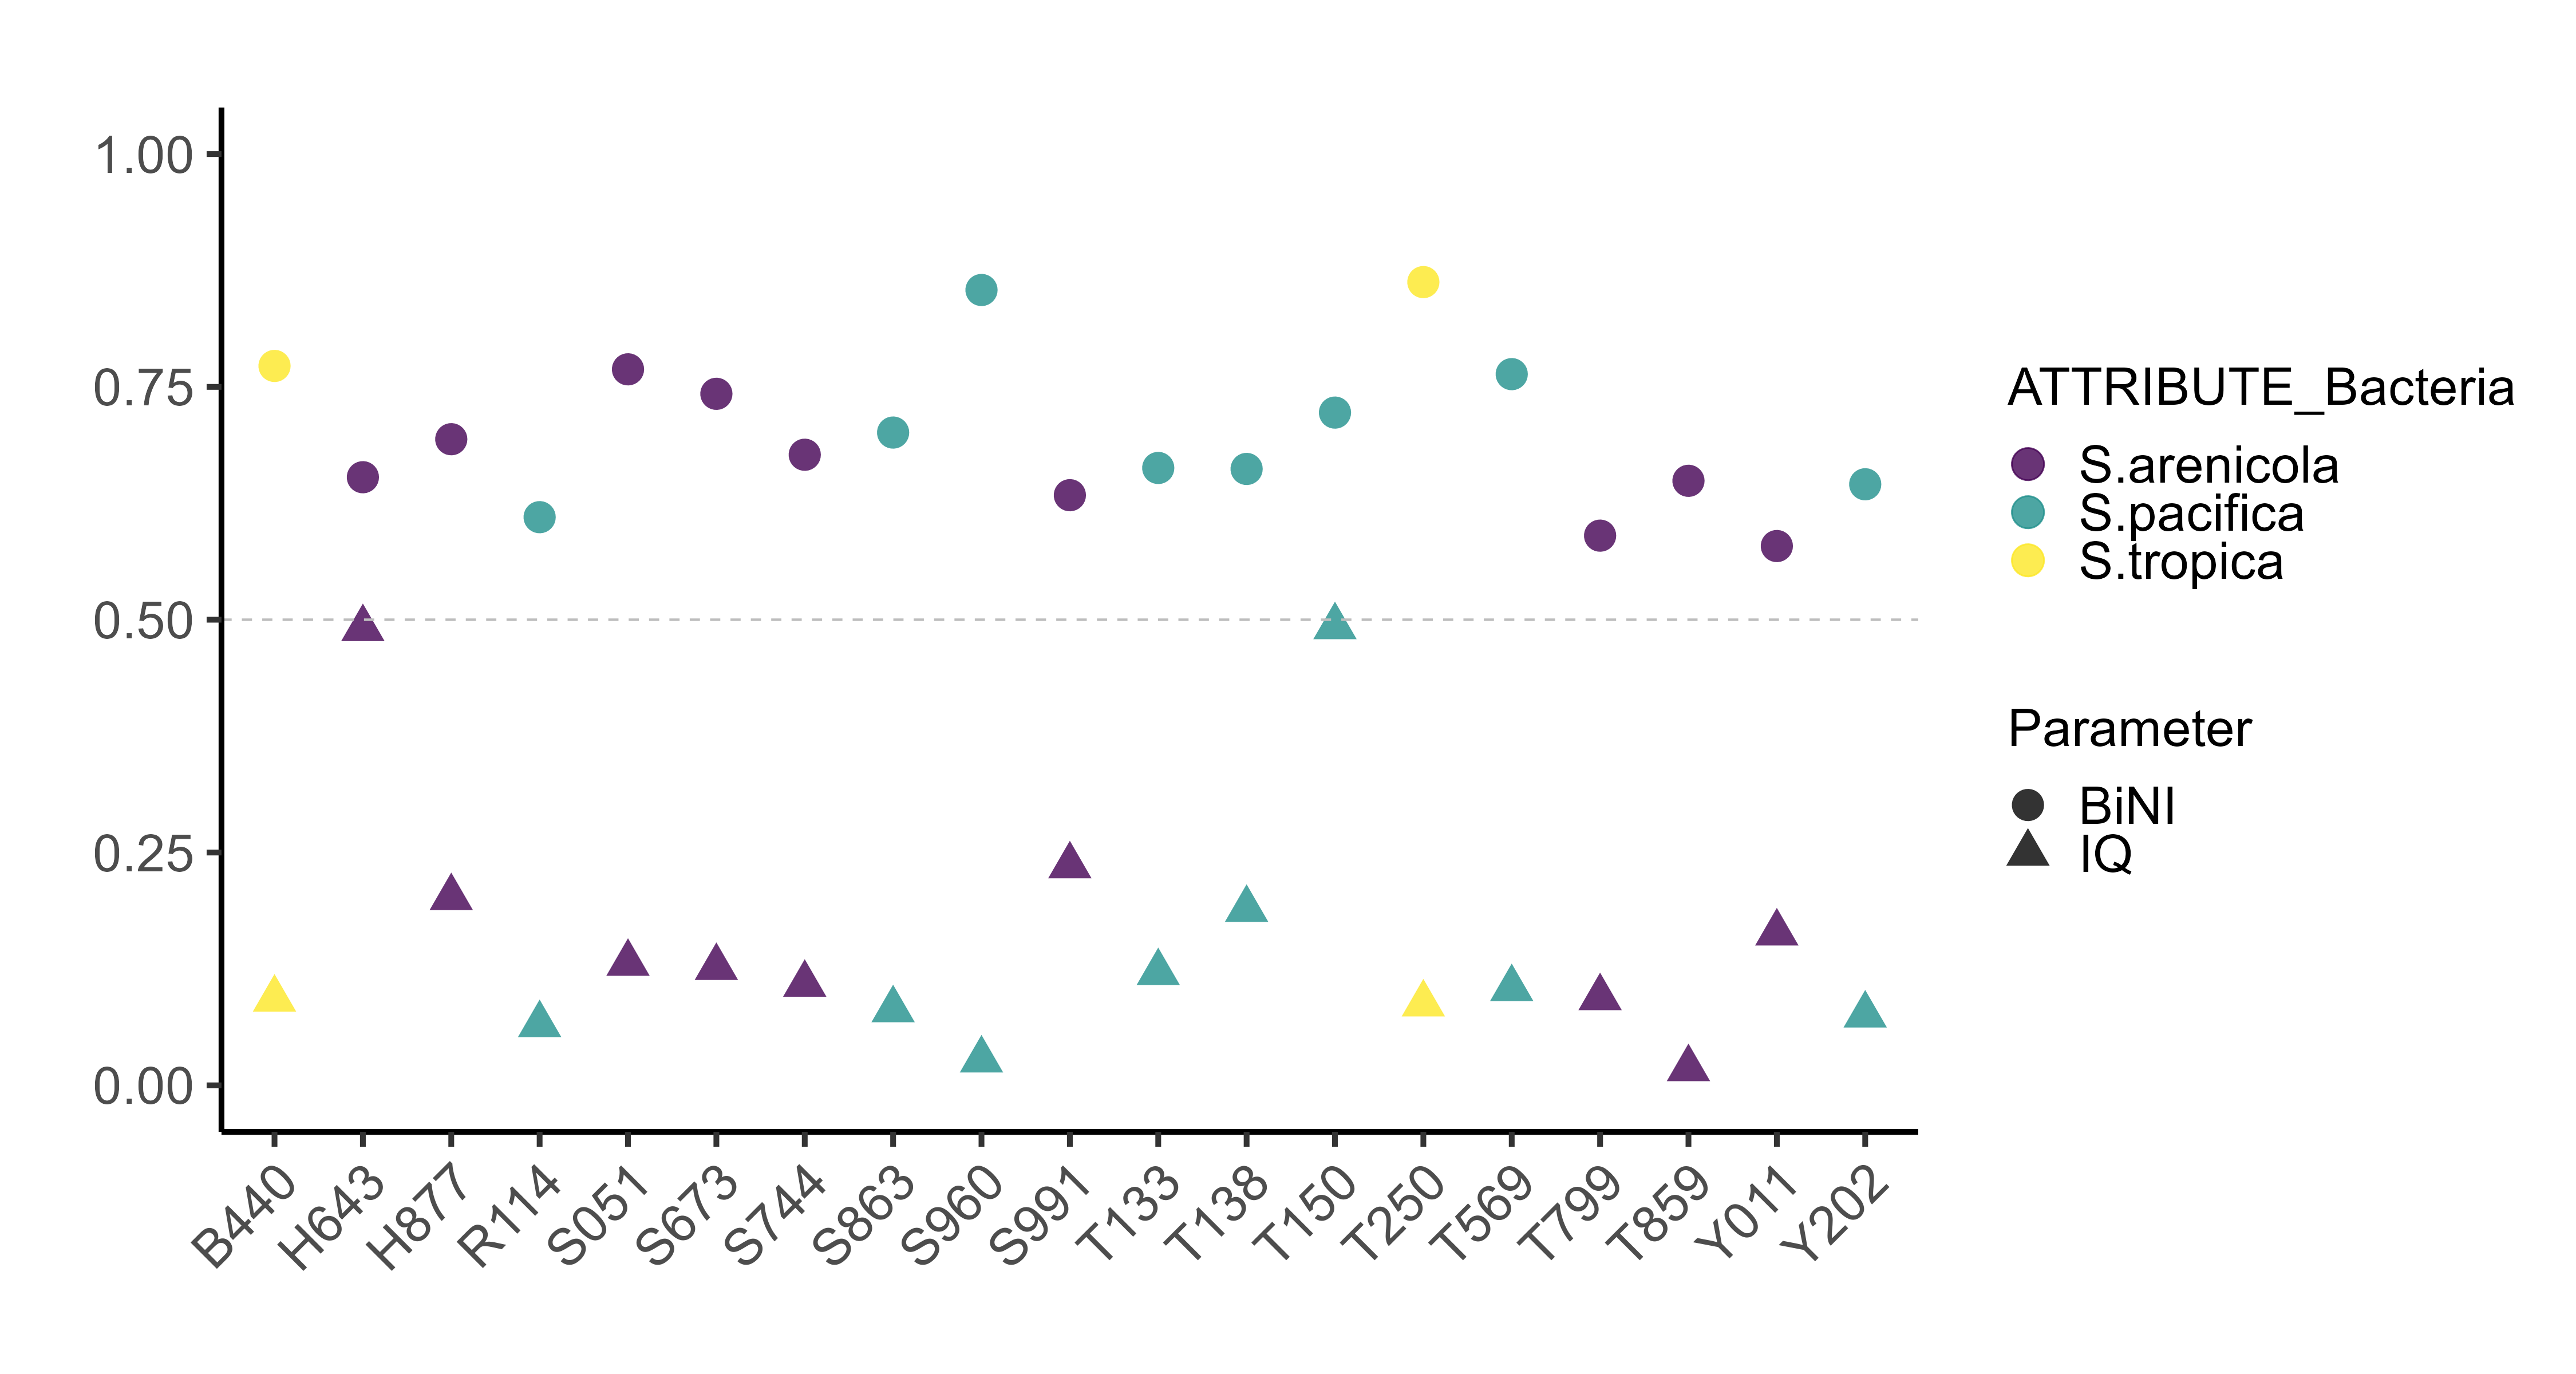 1.00
0.75
0.50
0.25
0.00
B440
H643
H877
R114
S051
S673
S744
S863
S960
S991
T133
T138
T150
T250
T569
T799
T859
Y011
Y202
ATTRIBUTE_Bacteria
S.arenicola
S.pacifica
S.tropica
Parameter
BiNI
IQ